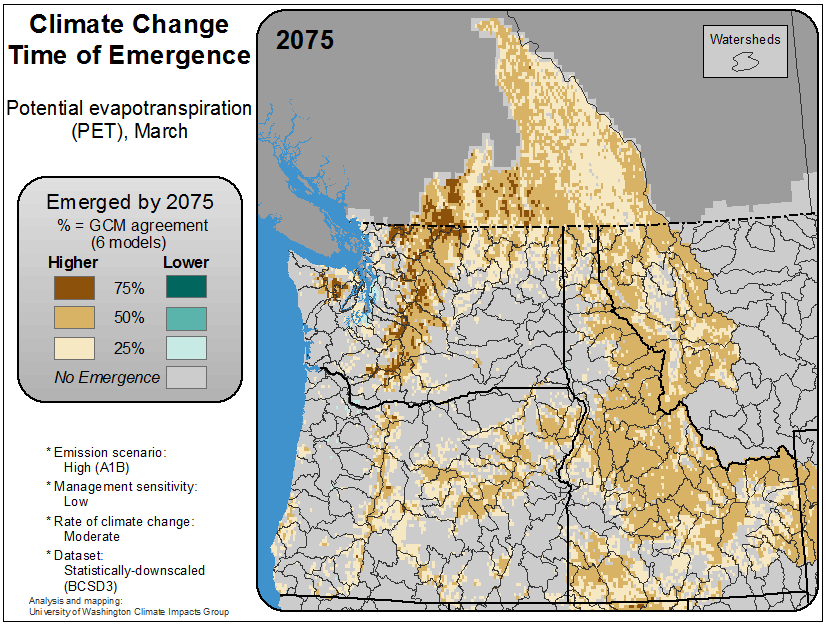 Climate Change
Time of Emergence
Potential evapotranspiration
(PET), March
Emerged by 2075
% = GCM agreement
(6 models)
Higher Lower
75%
50%
25%
No Emergence
* Emission scenario:
High (A1B)
* Management sensitivity:
Low
* Rate of climate change:
Moderate
* Dataset:
Statistically-downscaled
(BCSD3)
Analysis and mapping:
University of Washington Climate Impacts Group
2075
Watersheds